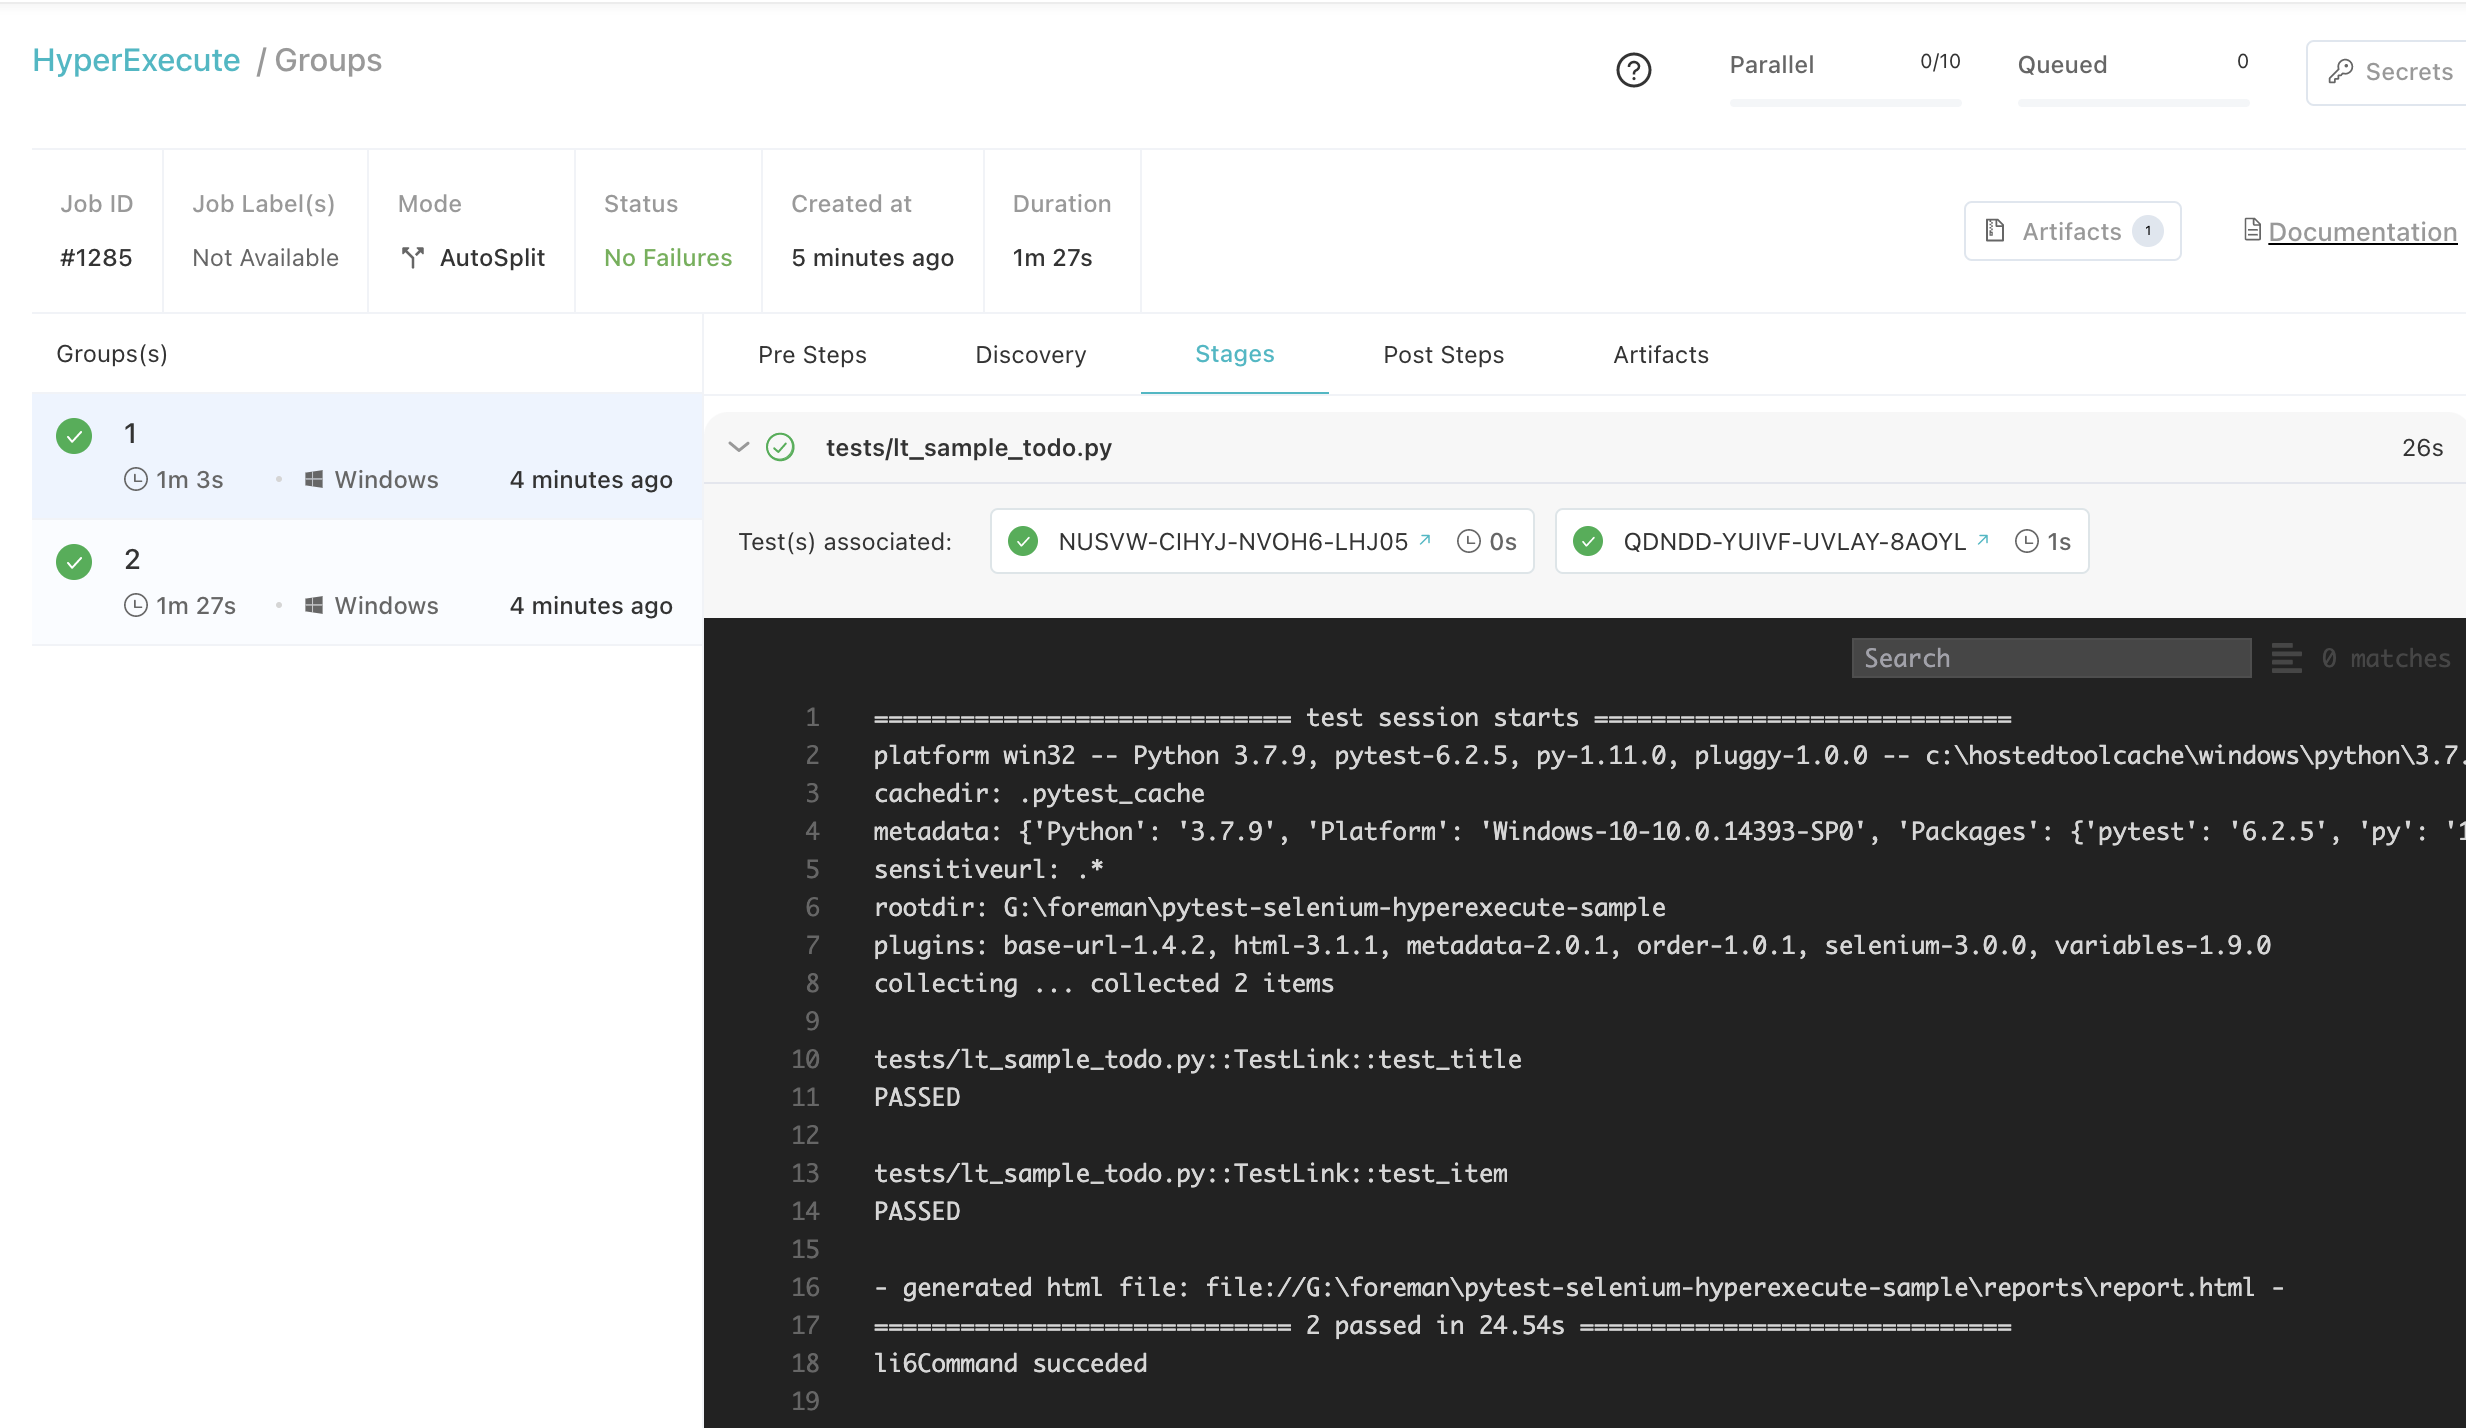 HyperExecute / Groups
Parallel 0/10
Queued 0
Secrets
Job ID
#1285
Job Label(s)
Not Available
Mode
AutoSplit
Status
No Failures
Created at
5 minutes ago
Duration
1m 27s
Artifacts 1
Documentation
Groups(s)
1
1m 3s Windows 4 minutes ago
2
1m 27s Windows 4 minutes ago
Pre Steps Discovery Stages Post Steps Artifacts
tests/lt_sample_todo.py 26s
Test(s) associated: NUSVW-CIHYJ-NVOH6-LHJ05 0s QDNDD-YUIVF-UVLAY-8AOYL 1s
Search 0 matches
1 ============================= test session starts =============================
2 platform win32 -- Python 3.7.9, pytest-6.2.5, py-1.11.0, pluggy-1.0.0 -- c:\hostedtoolcache\windows\python\3.7.
3 cachedir: .pytest_cache
4 metadata: {'Python': '3.7.9', 'Platform': 'Windows-10-10.0.14393-SP0', 'Packages': {'pytest': '6.2.5', 'py': '1
5 sensitiveurl: .*
6 rootdir: G:\foreman\pytest-selenium-hyperexecute-sample
7 plugins: base-url-1.4.2, html-3.1.1, metadata-2.0.1, order-1.0.1, selenium-3.0.0, variables-1.9.0
8 collecting ... collected 2 items
9
10 tests/lt_sample_todo.py::TestLink::test_title
11 PASSED
12
13 tests/lt_sample_todo.py::TestLink::test_item
14 PASSED
15
16 - generated html file: file://G:\foreman\pytest-selenium-hyperexecute-sample\reports\report.html -
17 ============================= 2 passed in 24.54s ==============================
18 li6Command succeded
19